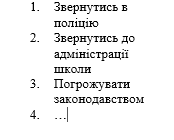 1. Звернутись в
поліцію
2. Звернутись до
адміністрації
школи
3. Погрожувати
законодавством
4. …